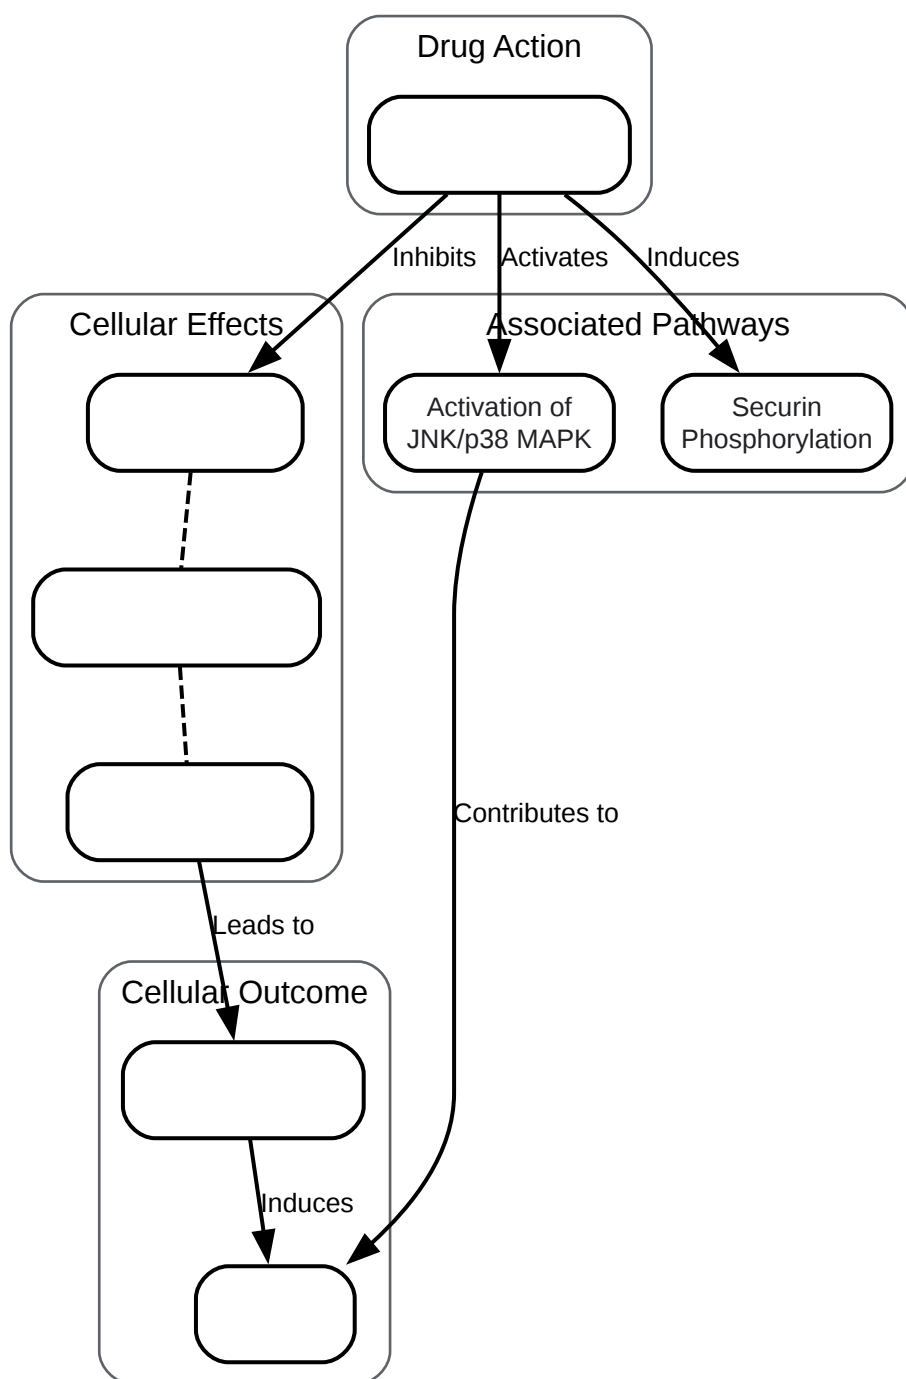 Drug Action
Inhibits
Activates
Induces
Cellular Effects
Associated Pathways
Activation of
JNK/p38 MAPK
Securin
Phosphorylation
Contributes to
Leads to
Cellular Outcome
Induces